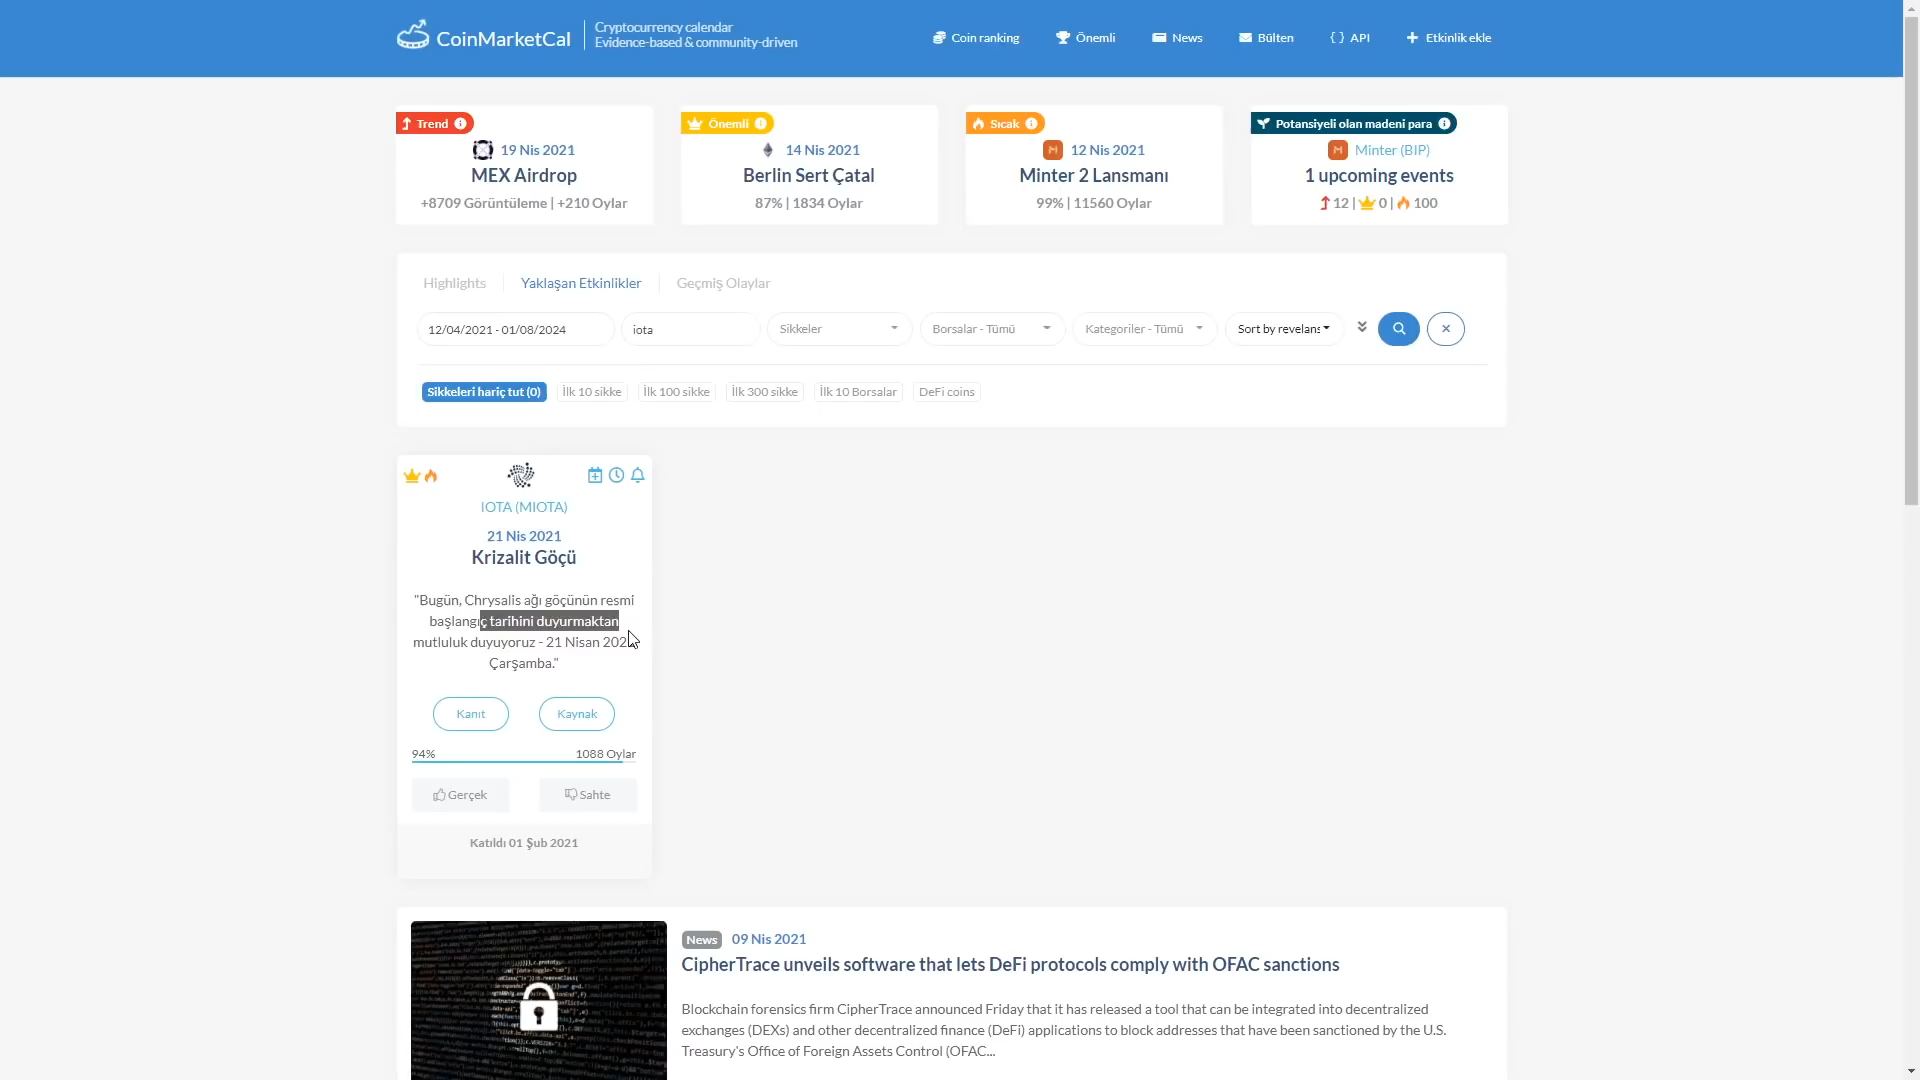 CoinMarketCal
Cryptocurrency calendar
Evidence-based & community-driven
Coin ranking
Önemli
News
Bülten
API
Etkinlik ekle
Trend
19 Nis 2021
MEX Airdrop
+8709 Görüntüleme | +210 Oylar
Önemli
14 Nis 2021
Berlin Sert Çatal
87% | 1834 Oylar
Sıcak
12 Nis 2021
Minter 2 Lansmanı
99% | 11560 Oylar
Potansiyeli olan madeni para
Minter (BIP)
1 upcoming events
12 | 0 | 100
Highlights
Yaklaşan Etkinlikler
Geçmiş Olaylar
12/04/2021 - 01/08/2024
iota
Sikkeler
Borsalar - Tümü
Kategoriler - Tümü
Sort by revelans
Sikkeleri hariç tut (0)
İlk 10 sikke
İlk 100 sikke
İlk 300 sikke
İlk 10 Borsalar
DeFi coins
IOTA (MIOTA)
21 Nis 2021
Krizalit Göçü
"Bugün, Chrysalis ağı göçünün resmi
başlangıç tarihini duyurmaktan
mutluluk duyuyoruz - 21 Nisan 202
Çarşamba."
Kanıt
Kaynak
94%
1088 Oylar
Gerçek
Sahte
Katıldı 01 Şub 2021
News
09 Nis 2021
CipherTrace unveils software that lets DeFi protocols comply with OFAC sanctions
Blockchain forensics firm CipherTrace announced Friday that it has released a tool that can be integrated into decentralized
exchanges (DEXs) and other decentralized finance (DeFi) applications to block addresses that have been sanctioned by the U.S.
Treasury's Office of Foreign Assets Control (OFAC...